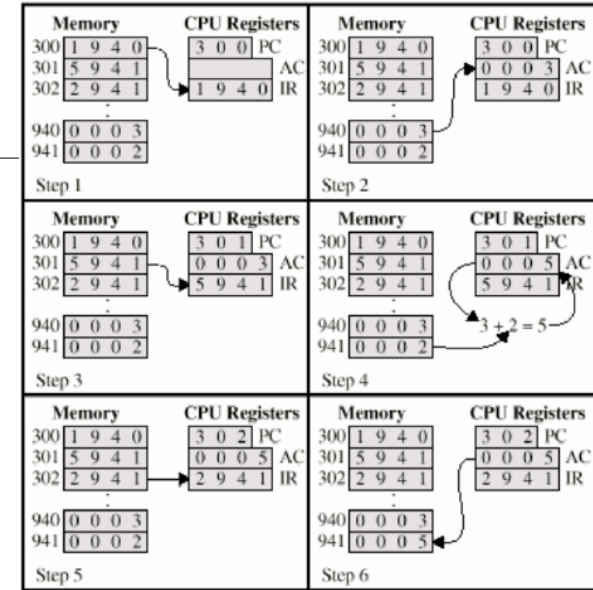 Memory CPU Registers
300 1 9 4 0 3 0 0 PC
301 5 9 4 1 AC
302 2 9 4 1 1 9 4 0 IR
:
940 0 0 0 3
941 0 0 0 2
Step 1
Memory CPU Registers
300 1 9 4 0 3 0 0 PC
301 5 9 4 1 0 0 0 3 AC
302 2 9 4 1 1 9 4 0 IR
:
940 0 0 0 3
941 0 0 0 2
Step 2
Memory CPU Registers
300 1 9 4 0 3 0 1 PC
301 5 9 4 1 0 0 0 3 AC
302 2 9 4 1 5 9 4 1 IR
:
940 0 0 0 3
941 0 0 0 2
Step 3
Memory CPU Registers
300 1 9 4 0 3 0 1 PC
301 5 9 4 1 0 0 0 5 AC
302 2 9 4 1 5 9 4 1 IR
:
940 0 0 0 3 3 + 2 = 5
941 0 0 0 2
Step 4
Memory CPU Registers
300 1 9 4 0 3 0 2 PC
301 5 9 4 1 0 0 0 5 AC
302 2 9 4 1 2 9 4 1 IR
:
940 0 0 0 3
941 0 0 0 2
Step 5
Memory CPU Registers
300 1 9 4 0 3 0 2 PC
301 5 9 4 1 0 0 0 5 AC
302 2 9 4 1 2 9 4 1 IR
:
940 0 0 0 3
941 0 0 0 5
Step 6